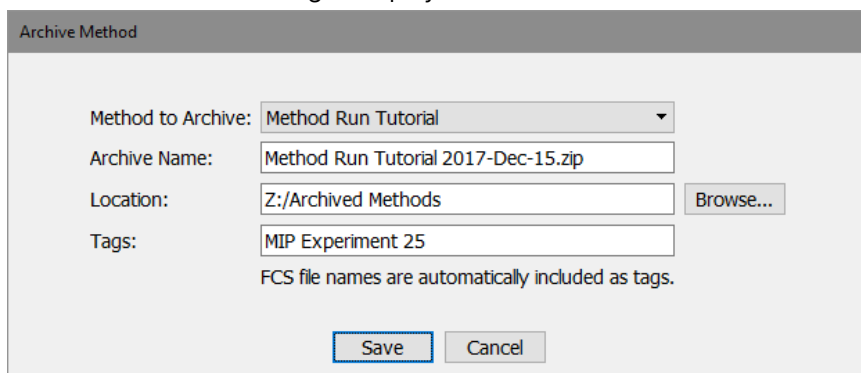 Archive Method
Method to Archive: Method Run Tutorial
Archive Name: Method Run Tutorial 2017-Dec-15.zip
Location: Z:/Archived Methods Browse...
Tags: MIP Experiment 25
FCS file names are automatically included as tags.
Save Cancel